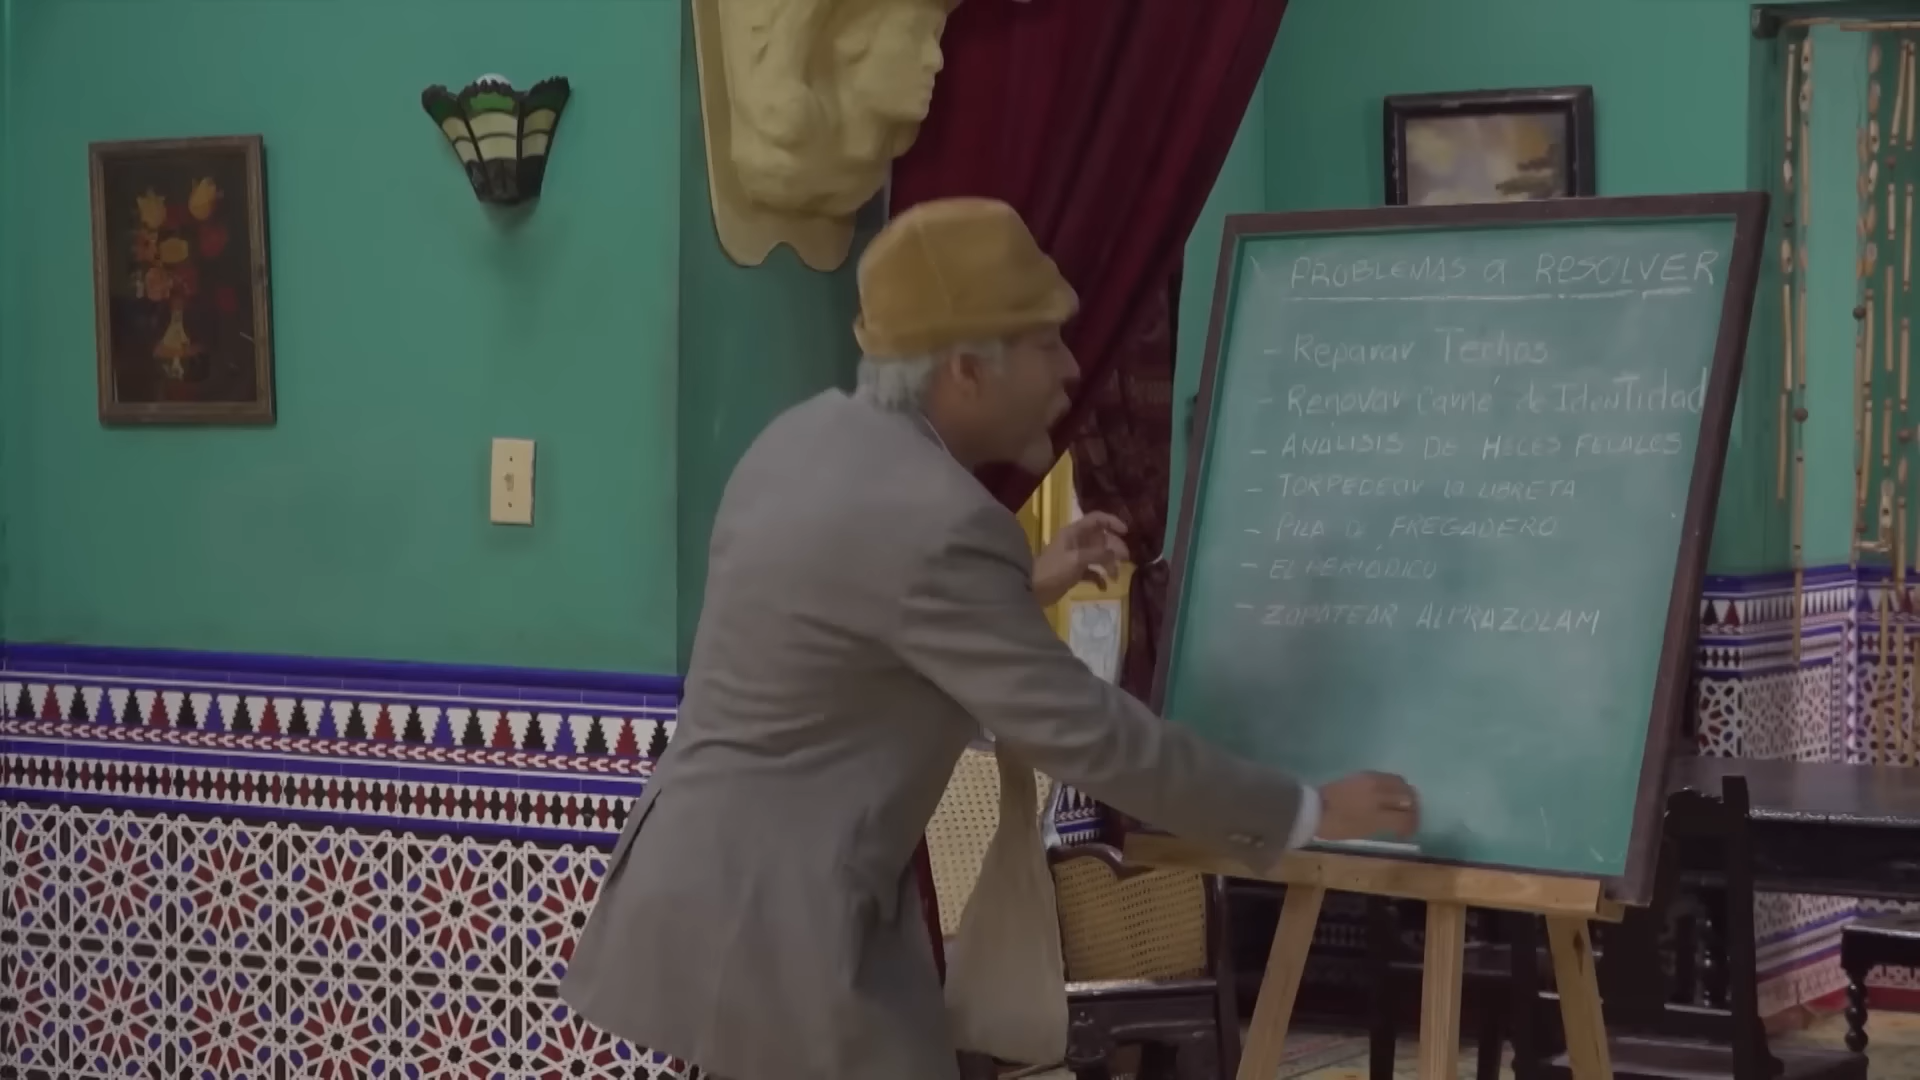 PROBLEMAS a RESOLVER
- Reparar Techos
- Renovar Carné de Identidad
- ANÁLISIS DE HECES FECALES
- TORPEDEAR la LIBRETA
- PILA D FREGADERO
- EL PERIÓDICO
- ZAPATEAR ALPRAZOLAM